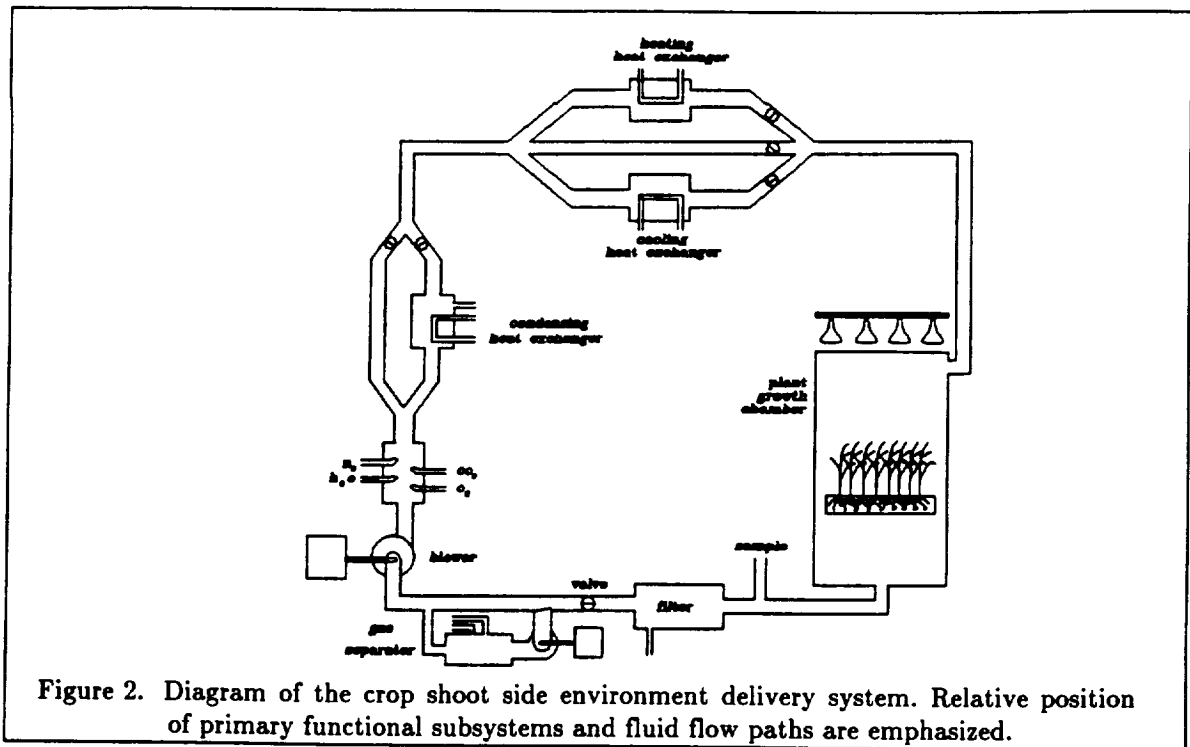 heating
heat exchanger
cooling
heat exchanger
condensing
heat exchanger
plant
growth
chamber
n₂
h₂o
co₂
o₂
blower
valve
sample
filter
gas
separator
Figure 2. Diagram of the crop shoot side environment delivery system. Relative position
of primary functional subsystems and fluid flow paths are emphasized.